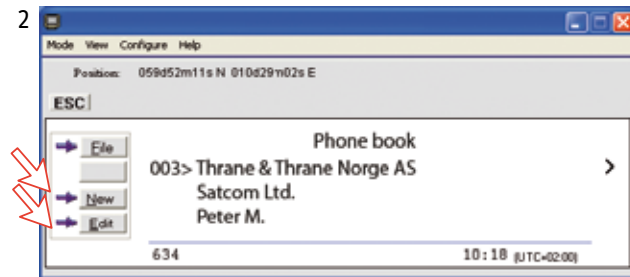 2
Mode View Configure Help
Position: 059d52m11s N 010d29m02s E
ESC
File
Phone book
003> Thrane & Thrane Norge AS >
New
Satcom Ltd.
Edit
Peter M.
634
10:18 (UTC+02:00)